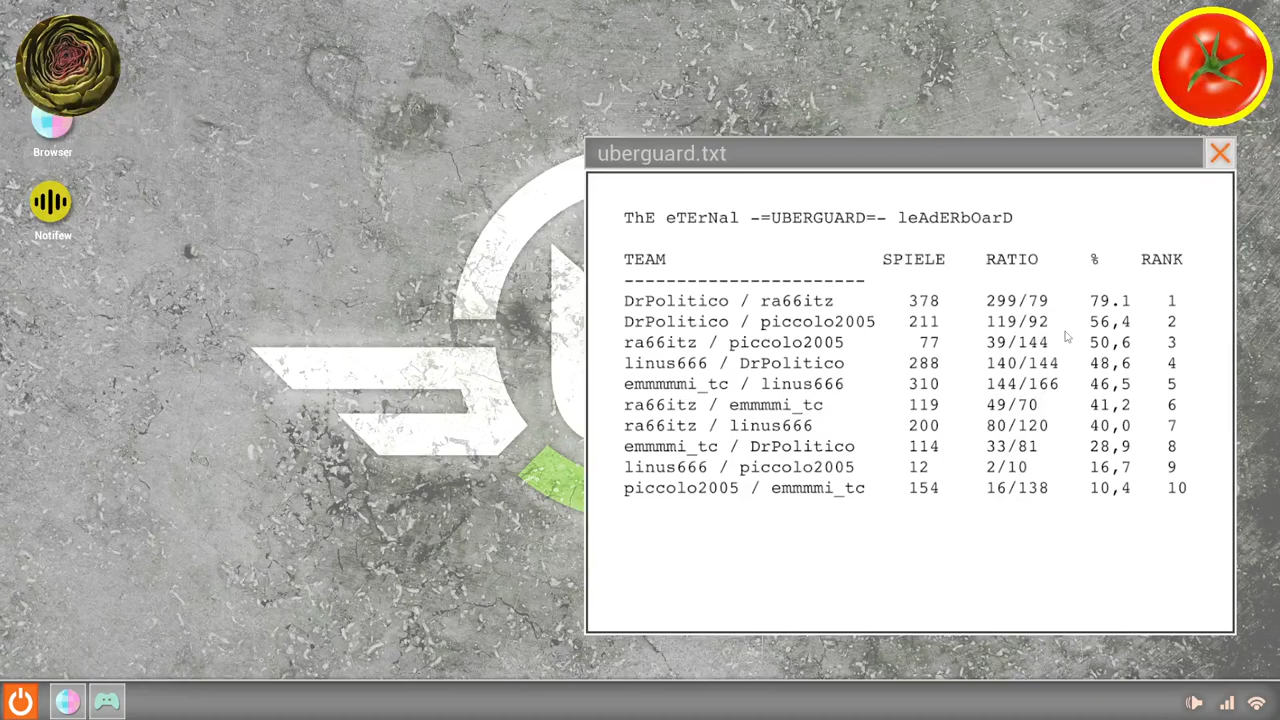 Browser
Notifew
uberguard.txt
ThE eTErNal -=UBERGUARD=- leAdERbOarD
TEAM SPIELE RATIO % RANK
-----------------------
DrPolitico / ra66itz 378 299/79 79.1 1
DrPolitico / piccolo2005 211 119/92 56,4 2
ra66itz / piccolo2005 77 39/144 50,6 3
linus666 / DrPolitico 288 140/144 48,6 4
emmmmmi_tc / linus666 310 144/166 46,5 5
ra66itz / emmmmi_tc 119 49/70 41,2 6
ra66itz / linus666 200 80/120 40,0 7
emmmmi_tc / DrPolitico 114 33/81 28,9 8
linus666 / piccolo2005 12 2/10 16,7 9
piccolo2005 / emmmmi_tc 154 16/138 10,4 10